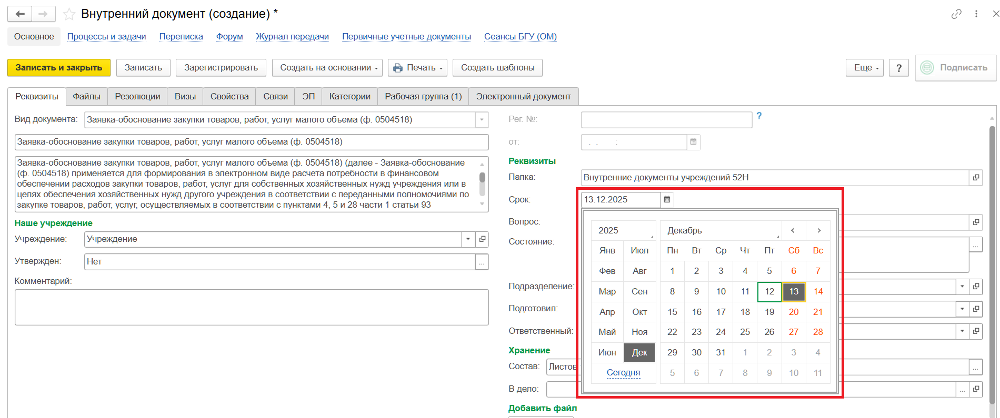 Внутренний документ (создание) *
Основное Процессы и задачи Переписка Форум Журнал передачи Первичные учетные документы Сеансы БГУ (ОМ)
Записать и закрыть Записать Зарегистрировать Создать на основании Печать Создать шаблоны Еще ? Подписать
Реквизиты Файлы Резолюции Визы Свойства Связи ЭП Категории Рабочая группа (1) Электронный документ
Вид документа: Заявка-обоснование закупки товаров, работ, услуг малого объема (ф. 0504518)
Заявка-обоснование закупки товаров, работ, услуг малого объема (ф. 0504518)
Заявка-обоснование закупки товаров, работ, услуг малого объема (ф. 0504518) (далее - Заявка-обоснование
(ф. 0504518) применяется для формирования в электронном виде расчета потребности в финансовом
обеспечении расходов закупки товаров, работ, услуг для собственных хозяйственных нужд учреждения или в
целях обеспечения хозяйственных нужд другого учреждения в соответствии с переданными полномочиями по
закупке товаров, работ, услуг, осуществляемых в соответствии с пунктами 4, 5 и 28 части 1 статьи 93
Наше учреждение
Учреждение: Учреждение
Утвержден: Нет ...
Комментарий:
Рег. №: ?
от: . . :
Реквизиты
Папка: Внутренние документы учреждений 52Н
Срок: 13.12.2025
Вопрос:
Состояние: ...
Подразделение:
Подготовил:
Ответственный:
Хранение
Состав: Листов ...
В дело: ...
Добавить файл
2025 Декабрь
Янв Июл Пн Вт Ср Чт Пт Сб Вс
Фев Авг 1 2 3 4 5 6 7
Мар Сен 8 9 10 11 12 13 14
Апр Окт 15 16 17 18 19 20 21
Май Ноя 22 23 24 25 26 27 28
Июн Дек 29 30 31 1 2 3 4
Сегодня 5 6 7 8 9 10 11